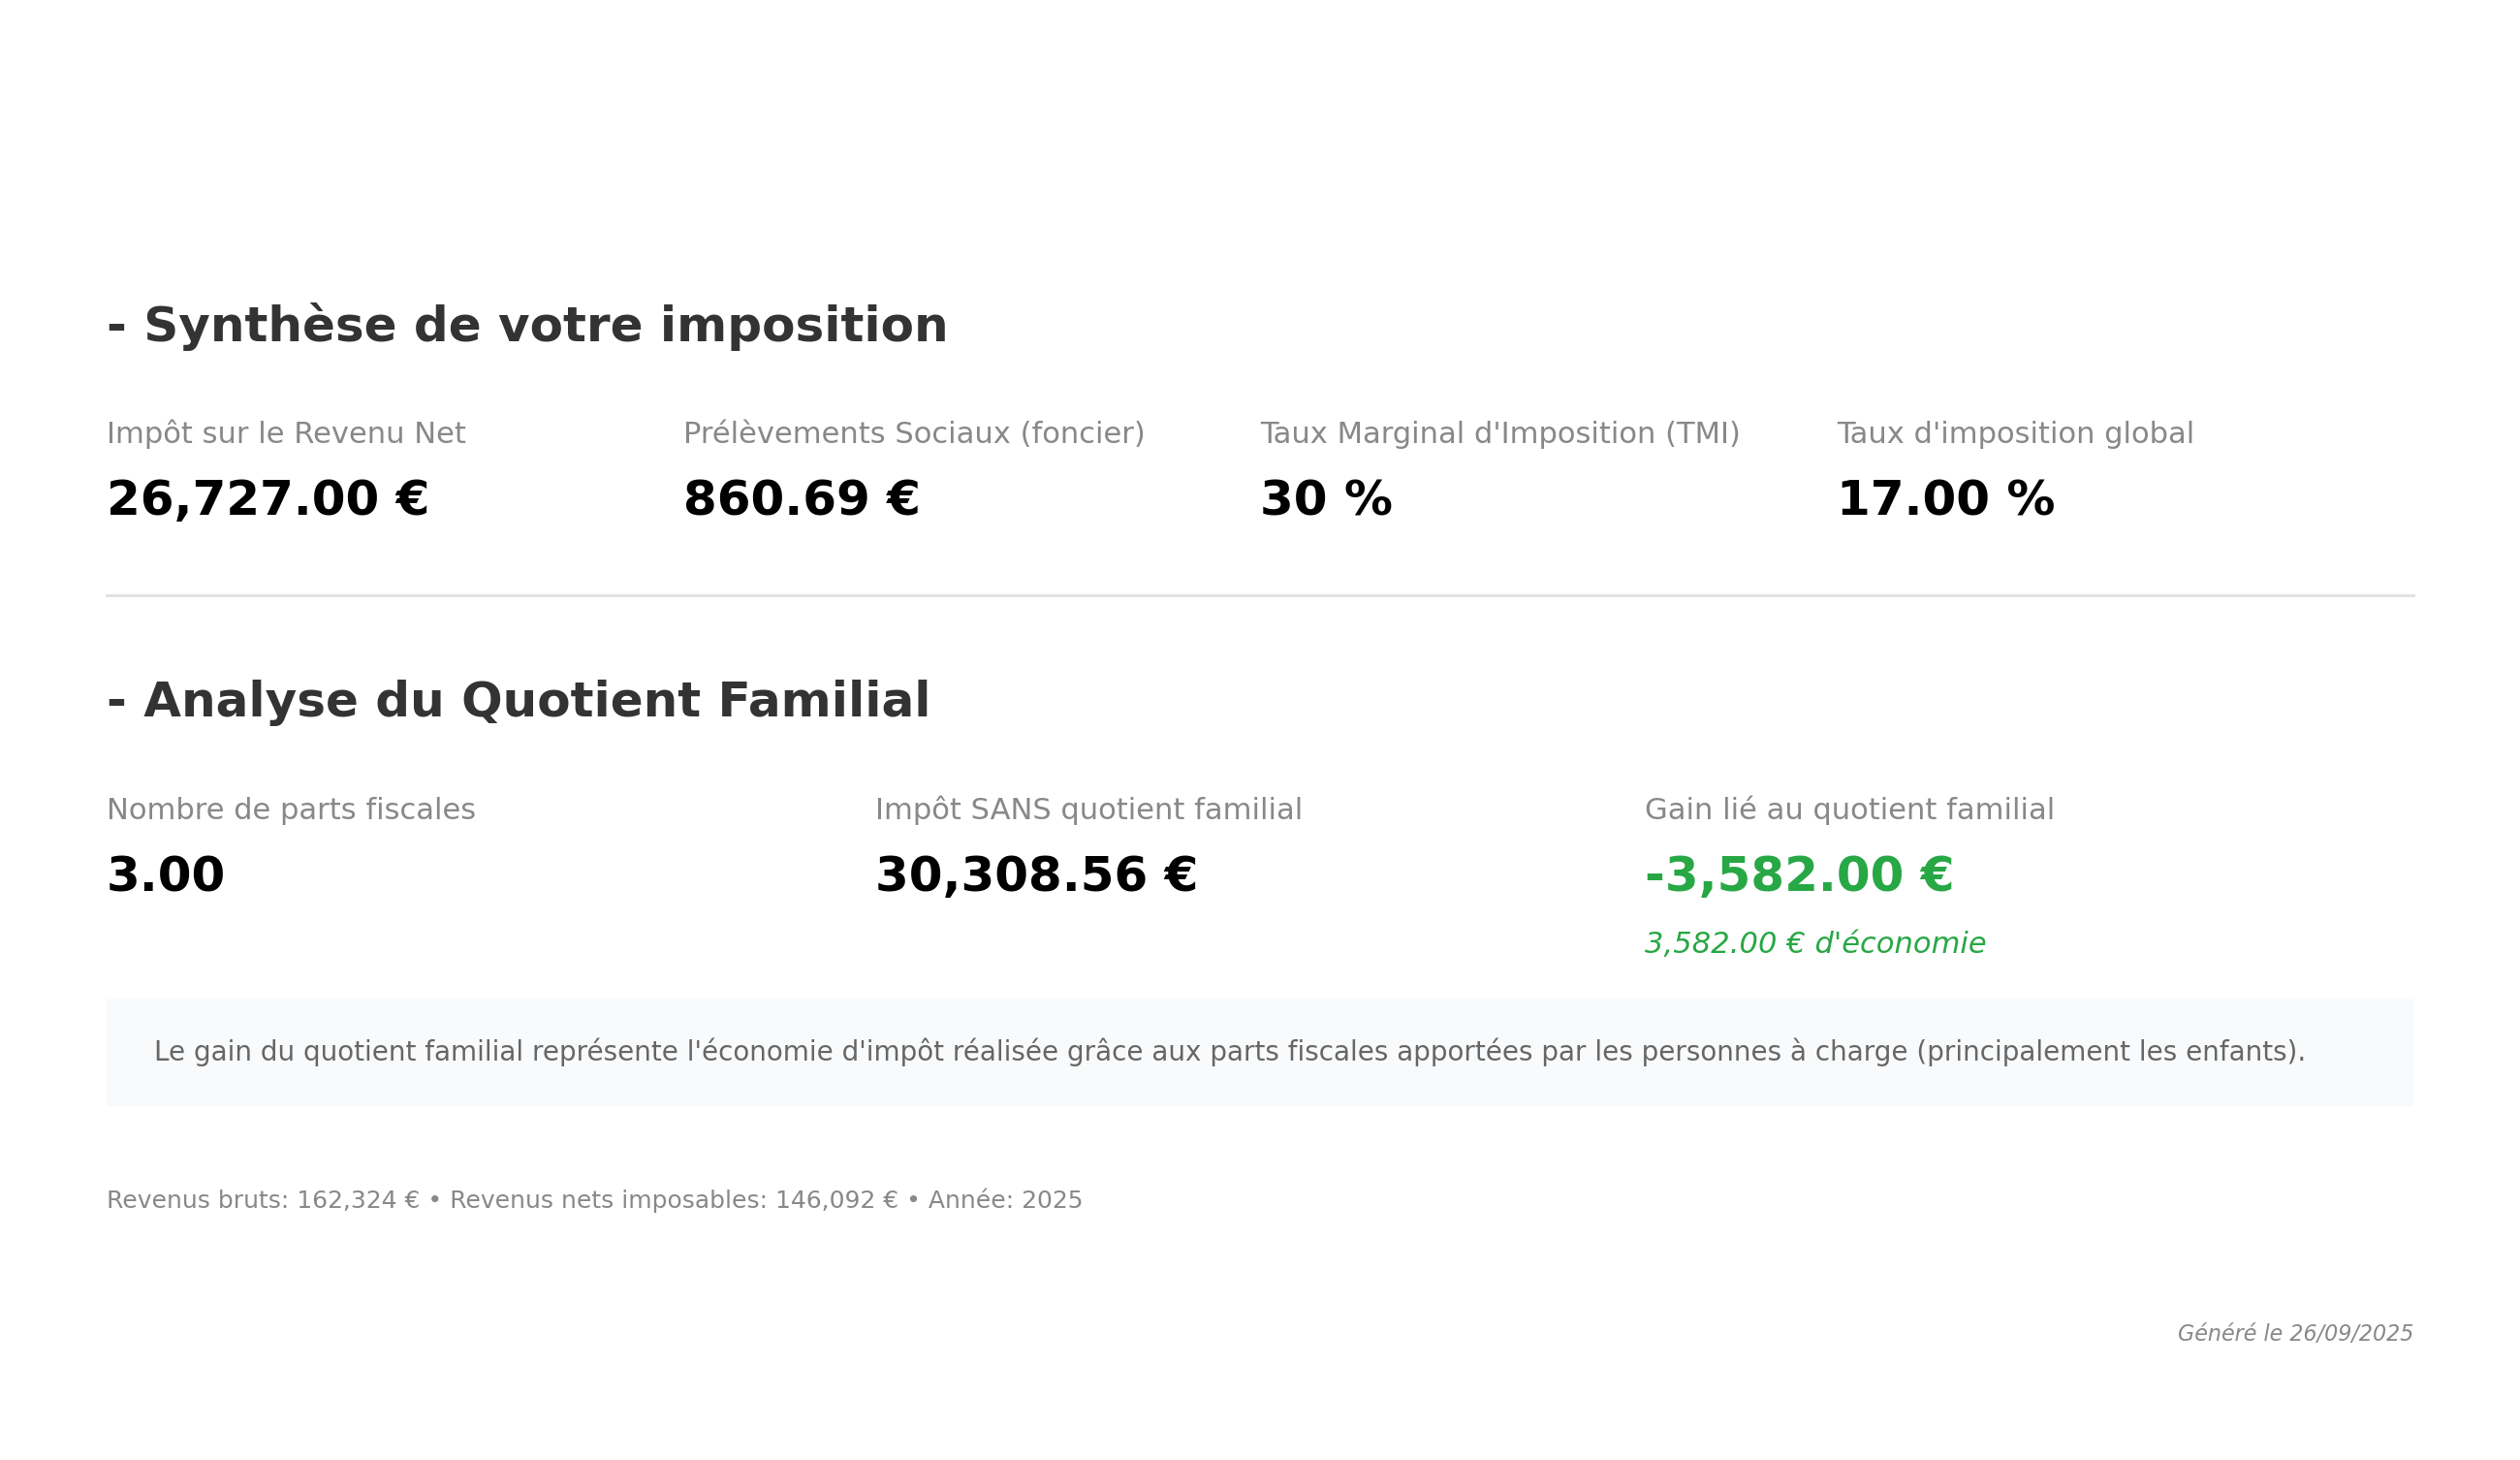 - Synthèse de votre imposition
Impôt sur le Revenu Net
Prélèvements Sociaux (foncier)
Taux Marginal d'Imposition (TMI)
Taux d'imposition global
26,727.00 €
860.69 €
30 %
17.00 %
- Analyse du Quotient Familial
Nombre de parts fiscales
Impôt SANS quotient familial
Gain lié au quotient familial
3.00
30,308.56 €
-3,582.00 €
3,582.00 € d'économie
Le gain du quotient familial représente l'économie d'impôt réalisée grâce aux parts fiscales apportées par les personnes à charge (principalement les enfants).
Revenus bruts: 162,324 € • Revenus nets imposables: 146,092 € • Année: 2025
Généré le 26/09/2025